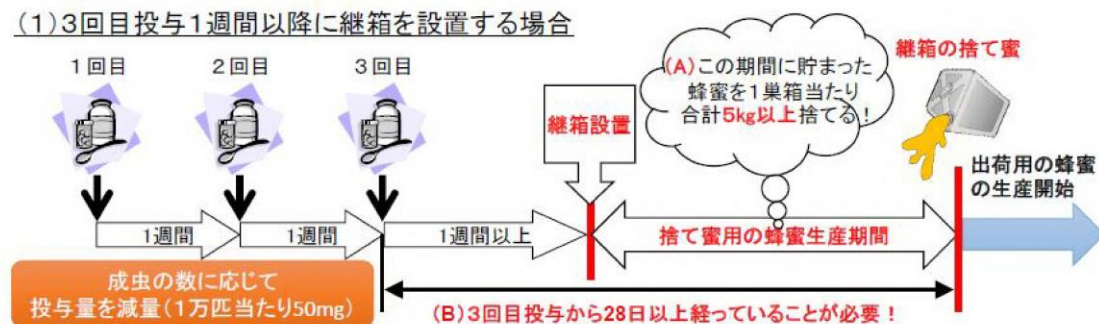 (1)3回目投与1週間以降に継箱を設置する場合
1回目
2回目
3回目
継箱設置
(A)この期間に貯まった
蜂蜜を1巣箱当たり
合計5kg以上捨てる!
継箱の捨て蜜
出荷用の蜂蜜
の生産開始
1週間
1週間
1週間以上
捨て蜜用の蜂蜜生産期間
成虫の数に応じて
投与量を減量(1万匹当たり50mg)
(B)3回目投与から28日以上経っていることが必要!